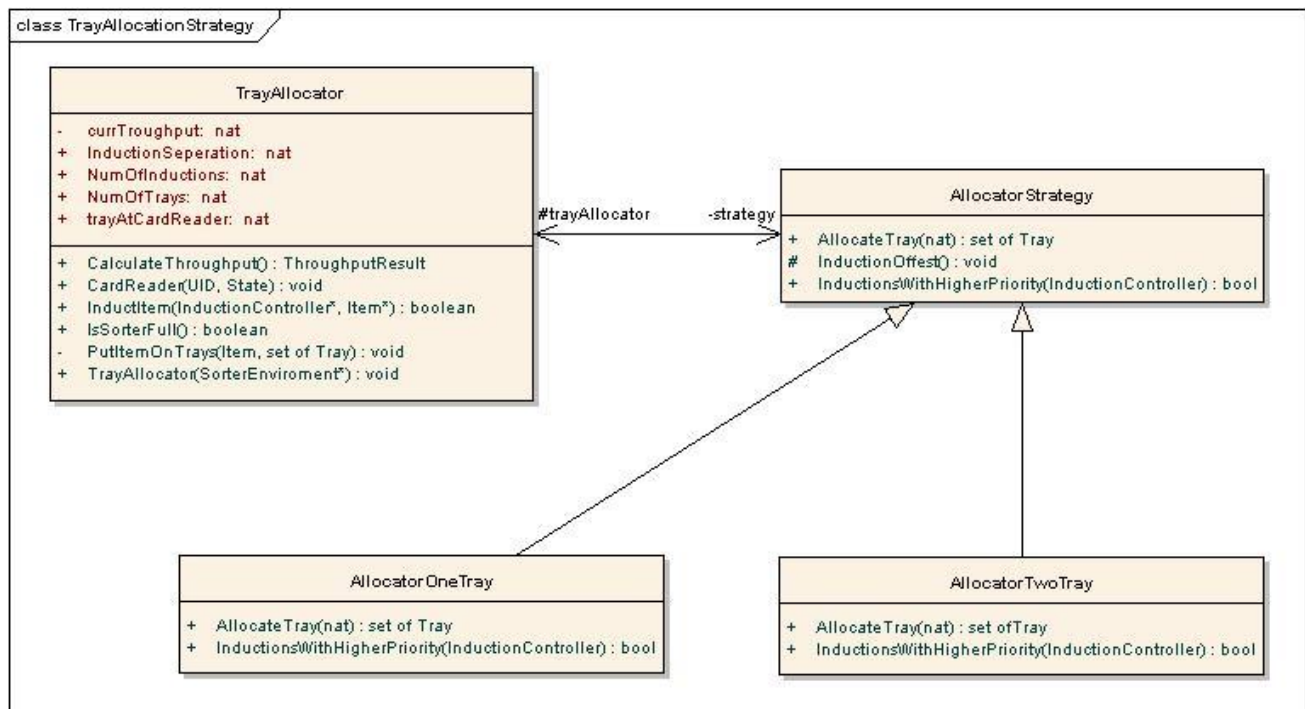 class TrayAllocationStrategy
TrayAllocator
- currTroughput: nat
+ InductionSeperation: nat
+ NumOfInductions: nat
+ NumOfTrays: nat
+ trayAtCardReader: nat
+ CalculateThroughput() : ThroughputResult
+ CardReader(UID, State) : void
+ InductItem(InductionController*, Item*) : boolean
+ IsSorterFull() : boolean
- PutItemOnTrays(Item, set of Tray) : void
+ TrayAllocator(SorterEnviroment*) : void
#trayAllocator -strategy
AllocatorStrategy
+ AllocateTray(nat) : set of Tray
# InductionOffest() : void
+ InductionsWithHigherPriority(InductionController) : bool
AllocatorOneTray
+ AllocateTray(nat) : set of Tray
+ InductionsWithHigherPriority(InductionController) : bool
AllocatorTwoTray
+ AllocateTray(nat) : set ofTray
+ InductionsWithHigherPriority(InductionController) : bool